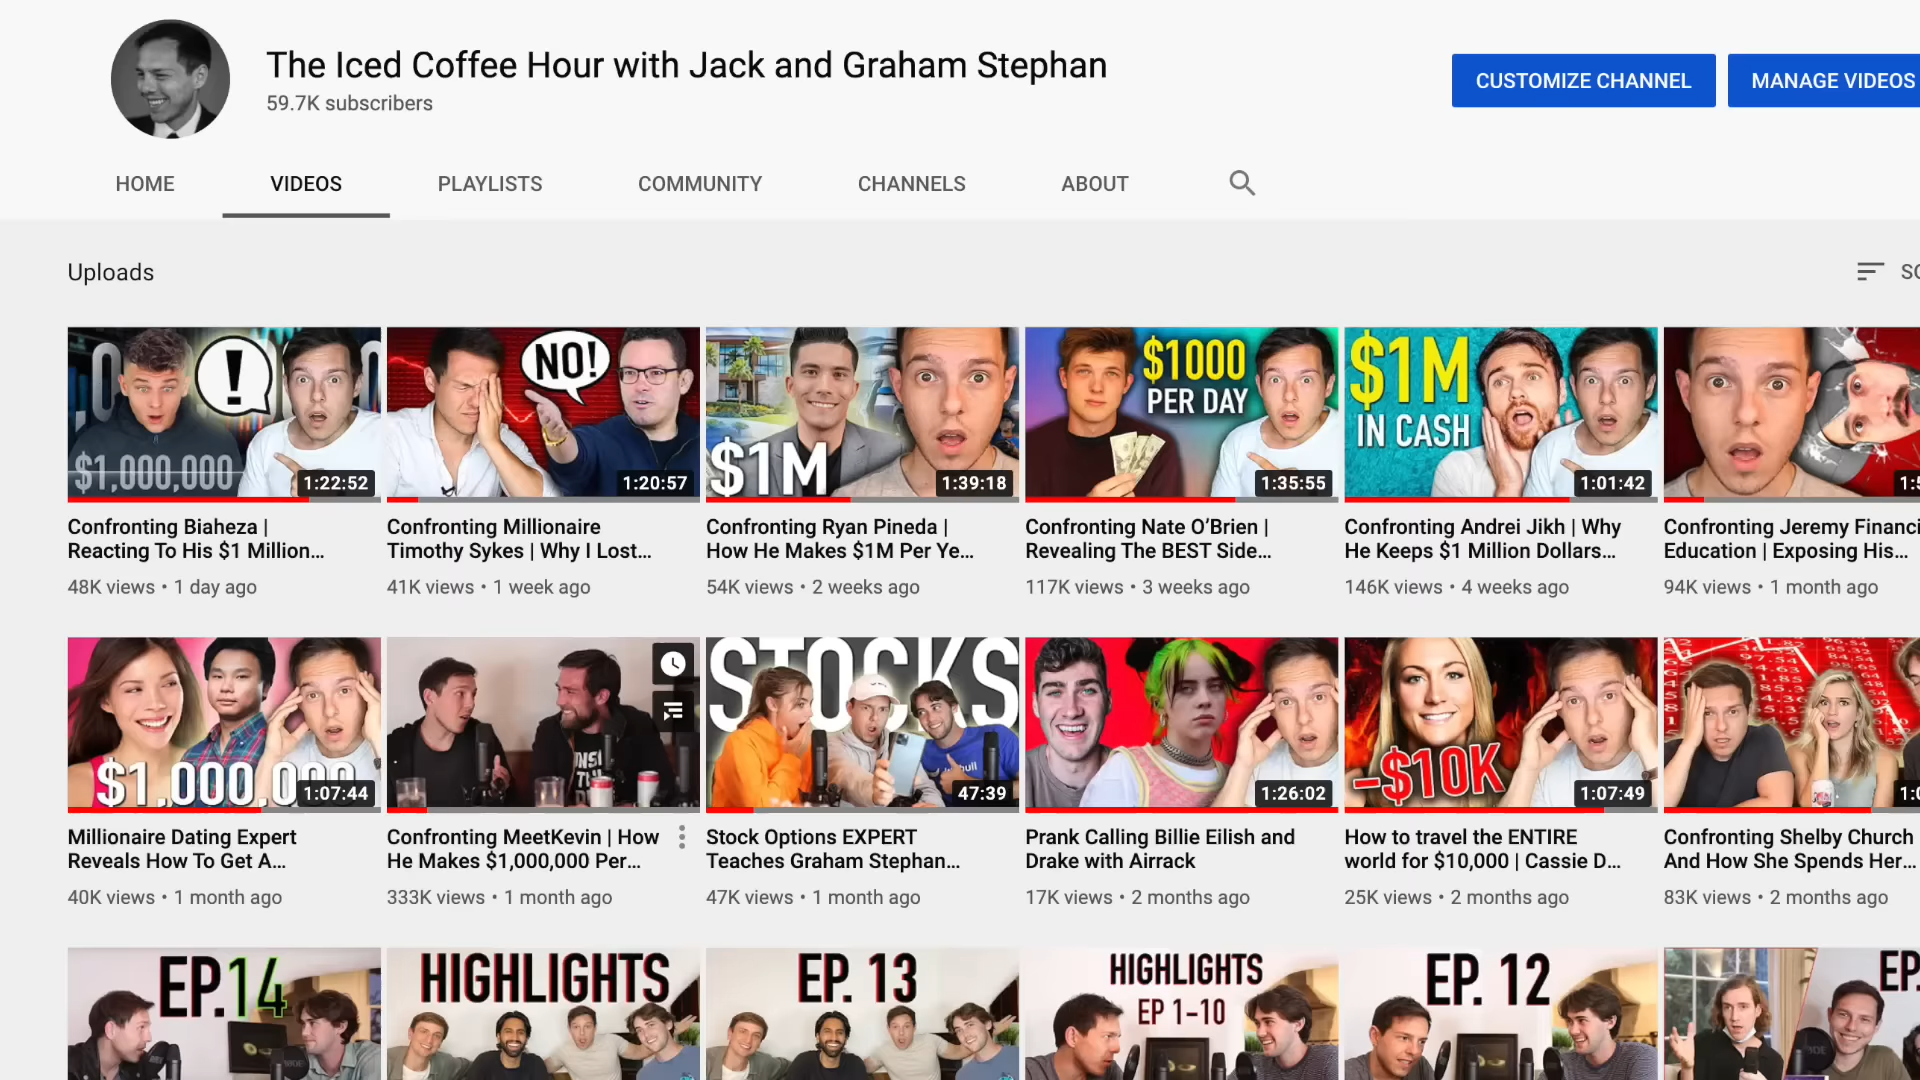 The Iced Coffee Hour with Jack and Graham Stephan
59.7K subscribers
CUSTOMIZE CHANNEL
MANAGE VIDEOS
HOME
VIDEOS
PLAYLISTS
COMMUNITY
CHANNELS
ABOUT
Uploads
!
$1,000,000
1:22:52
NO!
1:20:57
$1M
1:39:18
$1000
PER DAY
1:35:55
$1M
IN CASH
1:01:42
Confronting Biaheza |
Reacting To His $1 Million...
48K views • 1 day ago
Confronting Millionaire
Timothy Sykes | Why I Lost...
41K views • 1 week ago
Confronting Ryan Pineda |
How He Makes $1M Per Ye...
54K views • 2 weeks ago
Confronting Nate O’Brien |
Revealing The BEST Side...
117K views • 3 weeks ago
Confronting Andrei Jikh | Why
He Keeps $1 Million Dollars...
146K views • 4 weeks ago
Confronting Jeremy Financi
Education | Exposing His...
94K views • 1 month ago
$1,000,000
1:07:44
STOCKS
47:39
1:26:02
-$10K
1:07:49
Millionaire Dating Expert
Reveals How To Get A...
40K views • 1 month ago
Confronting MeetKevin | How
He Makes $1,000,000 Per...
333K views • 1 month ago
Stock Options EXPERT
Teaches Graham Stephan...
47K views • 1 month ago
Prank Calling Billie Eilish and
Drake with Airrack
17K views • 2 months ago
How to travel the ENTIRE
world for $10,000 | Cassie D...
25K views • 2 months ago
Confronting Shelby Church
And How She Spends Her...
83K views • 2 months ago
EP.14
HIGHLIGHTS
EP. 13
HIGHLIGHTS
EP 1-10
EP. 12
EP.